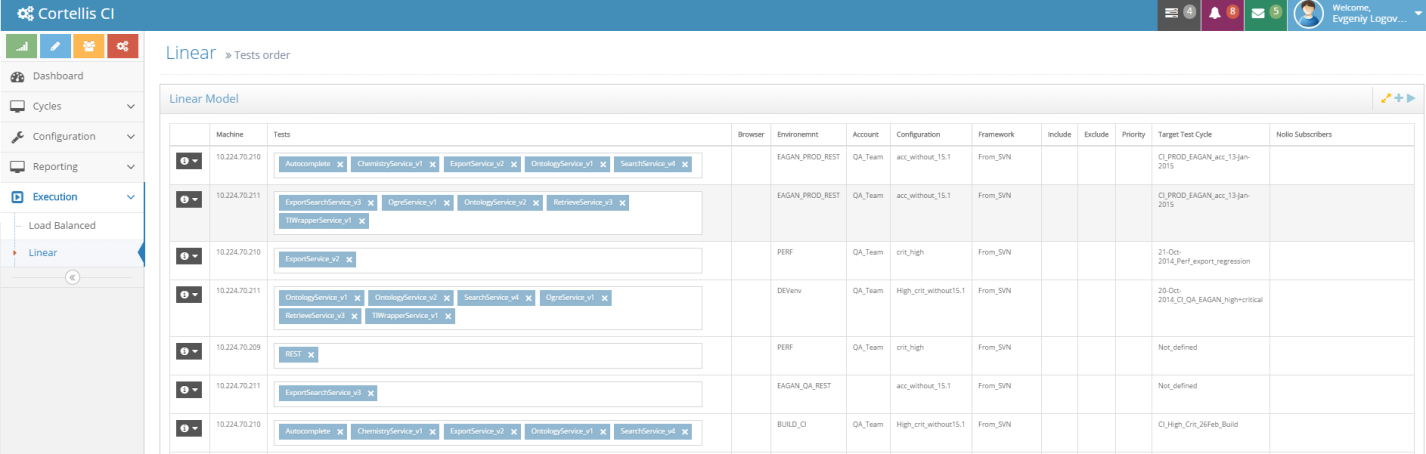 Cortellis CI
4
8
5
Welcome,
Evgeniy Logov...
Dashboard
Cycles
Configuration
Reporting
Execution
Load Balanced
Linear
Linear » Tests order
Linear Model
Machine Tests Browser Environemnt Account Configuration Framework Include Exclude Priority Target Test Cycle Nolio Subscribers
10.224.70.210 Autocomplete x ChemistryService_v1 x ExportService_v2 x OntologyService_v1 x SearchService_v4 x EAGAN_PROD_REST QA_Team acc_without_15.1 From_SVN CI_PROD_EAGAN_acc_13-Jan-
2015
10.224.70.211 ExportSearchService_v3 x OgreService_v1 x OntologyService_v2 x RetrieveService_v3 x EAGAN_PROD_REST QA_Team acc_without_15.1 From_SVN CI_PROD_EAGAN_acc_13-Jan-
2015
TIWrapperService_v1 x
10.224.70.210 ExportService_v2 x PERF QA_Team crit_high From_SVN 21-Oct-
2014_Perf_export_regression
10.224.70.211 OntologyService_v1 x OntologyService_v2 x SearchService_v4 x OgreService_v1 x DEVenv QA_Team High_crit_without15.1 From_SVN 20-Oct-
2014_CI_QA_EAGAN_high+critical
RetrieveService_v3 x TIWrapperService_v1 x
10.224.70.209 REST x PERF QA_Team crit_high From_SVN Not_defined
10.224.70.211 ExportSearchService_v3 x EAGAN_QA_REST acc_without_15.1 From_SVN Not_defined
10.224.70.210 Autocomplete x ChemistryService_v1 x ExportService_v2 x OntologyService_v1 x SearchService_v4 x BUILD_CI QA_Team High_crit_without15.1 From_SVN CI_High_Crit_26Feb_Build